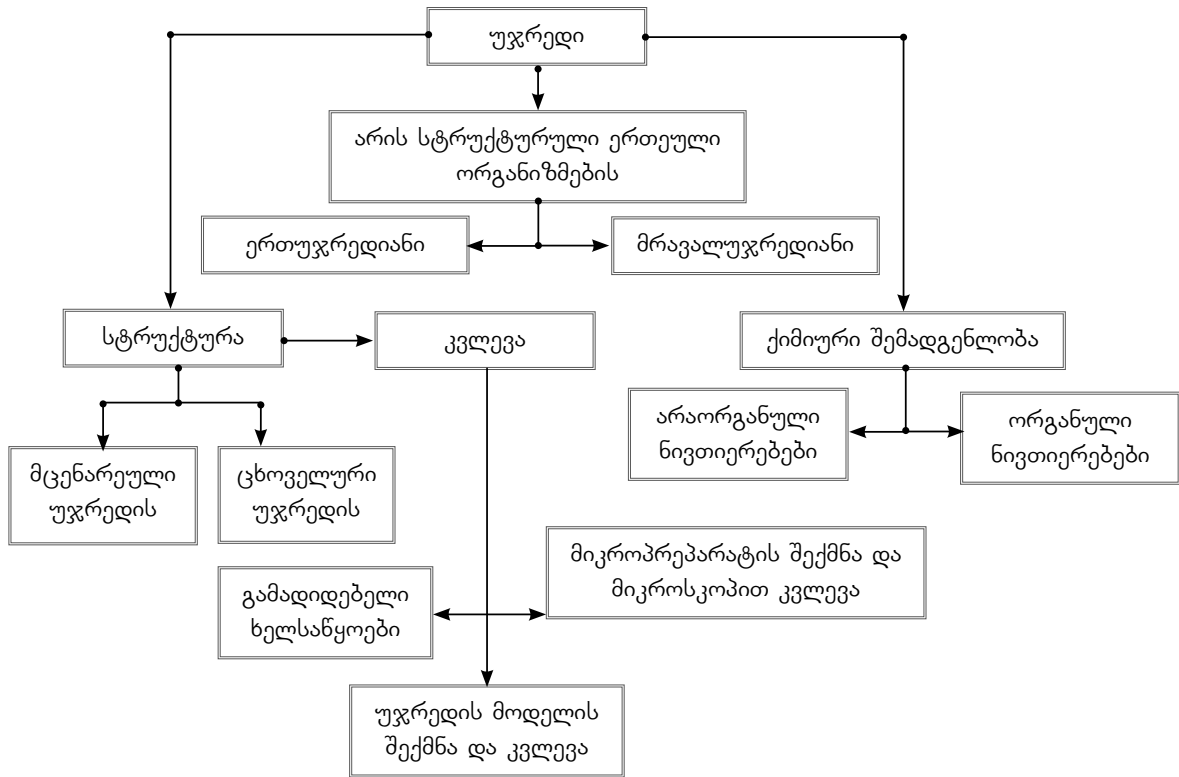 უჯრედი
არის სტრუქტურული ერთეული
ორგანიზმების
ერთუჯრედიანი
მრავალუჯრედიანი
სტრუქტურა
კვლევა
ქიმიური შემადგენლობა
არაორგანული
ნივთიერებები
ორგანული
ნივთიერებები
მცენარეული
უჯრედის
ცხოველური
უჯრედის
მიკროპრეპარატის შექმნა და
მიკროსკოპით კვლევა
გამადიდებელი
ხელსაწყოები
უჯრედის მოდელის
შექმნა და კვლევა